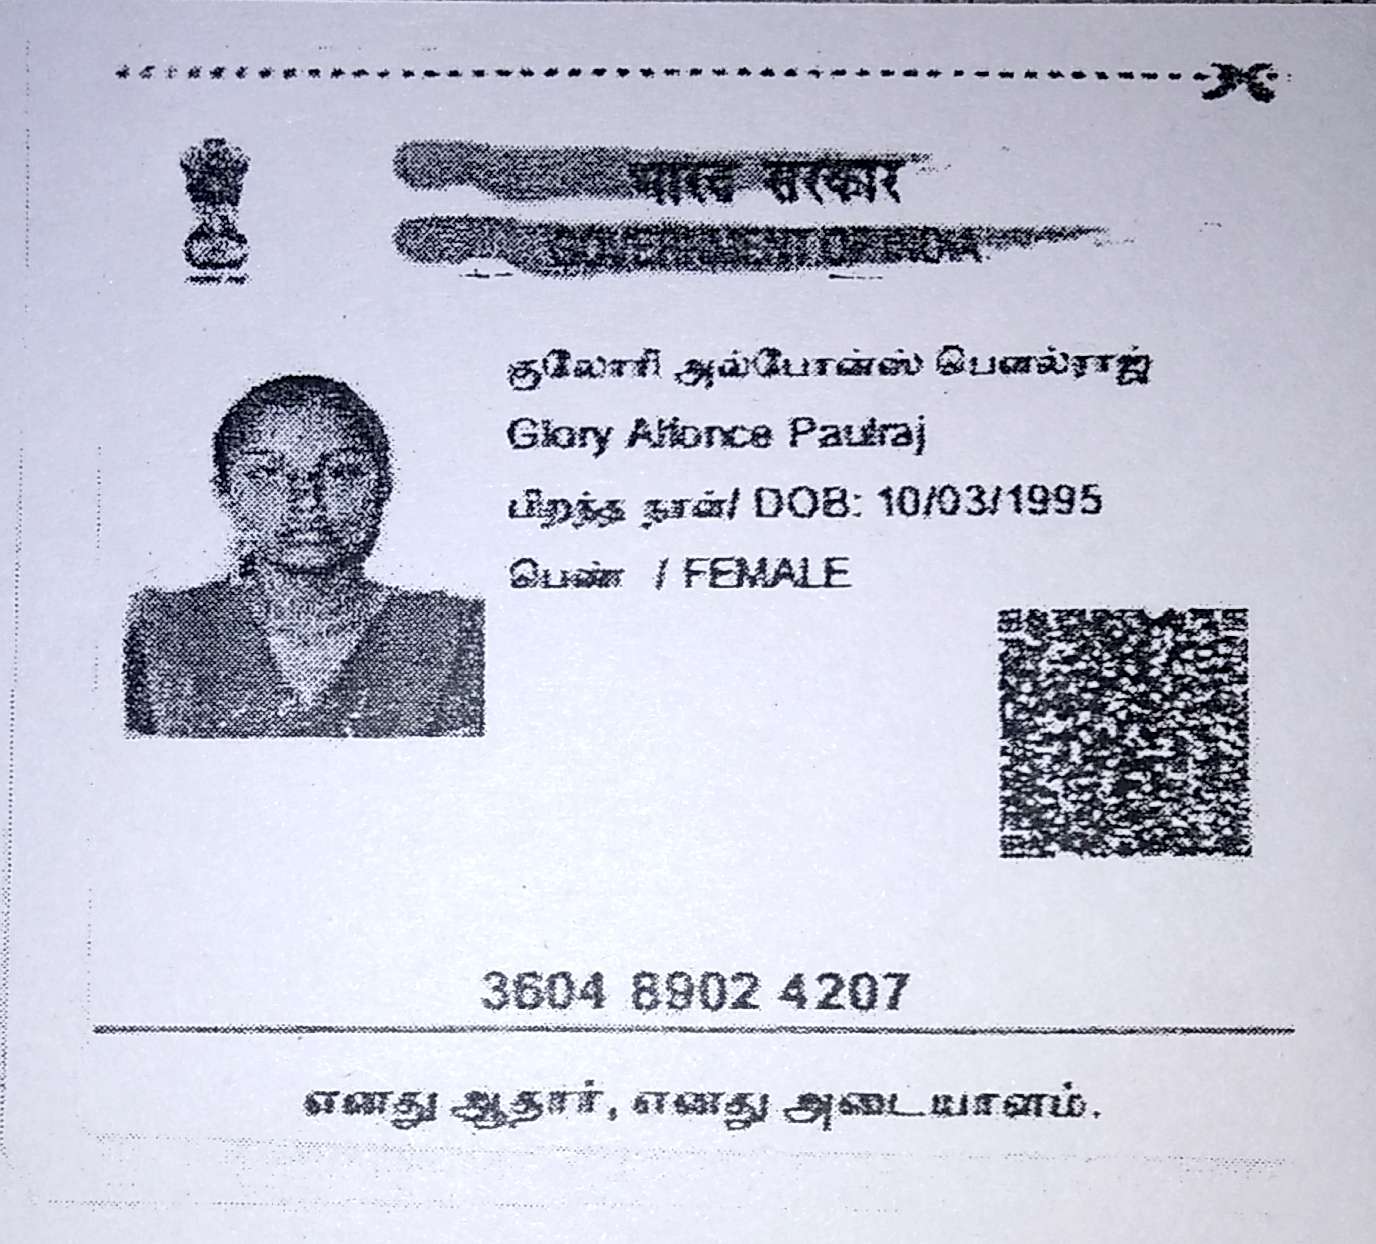 भारत सरकार
GOVERNMENT OF INDIA
குலோரி அல்போன்ஸ் பெளல்ராஜ்
Glory Alfonce Paulraj
பிறந்த நாள்/ DOB: 10/03/1995
பெண் / FEMALE
3604 8902 4207
எனது ஆதார், எனது அடையாளம்.